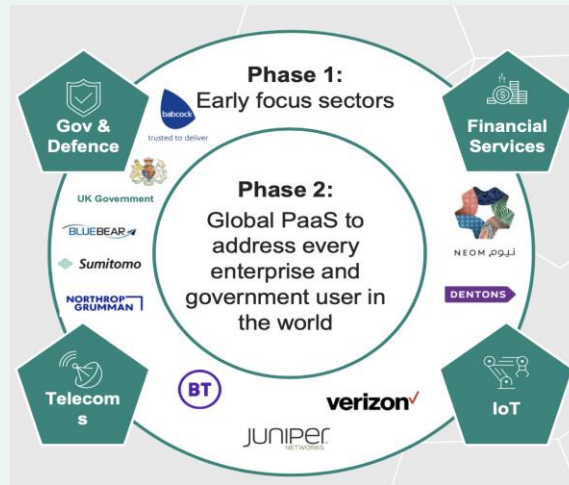 Phase 1:
Early focus sectors
Gov &
Defence
Financial
Services
babcock
trusted to deliver
UK Government
BLUEBEAR
Sumitomo
NORTHROP
GRUMMAN
Phase 2:
Global PaaS to
address every
enterprise and
government user in
the world
NEOM نيوم
DENTONS
Telecom
s
BT
verizon✓
JUNIPER
NETWORKS
IoT